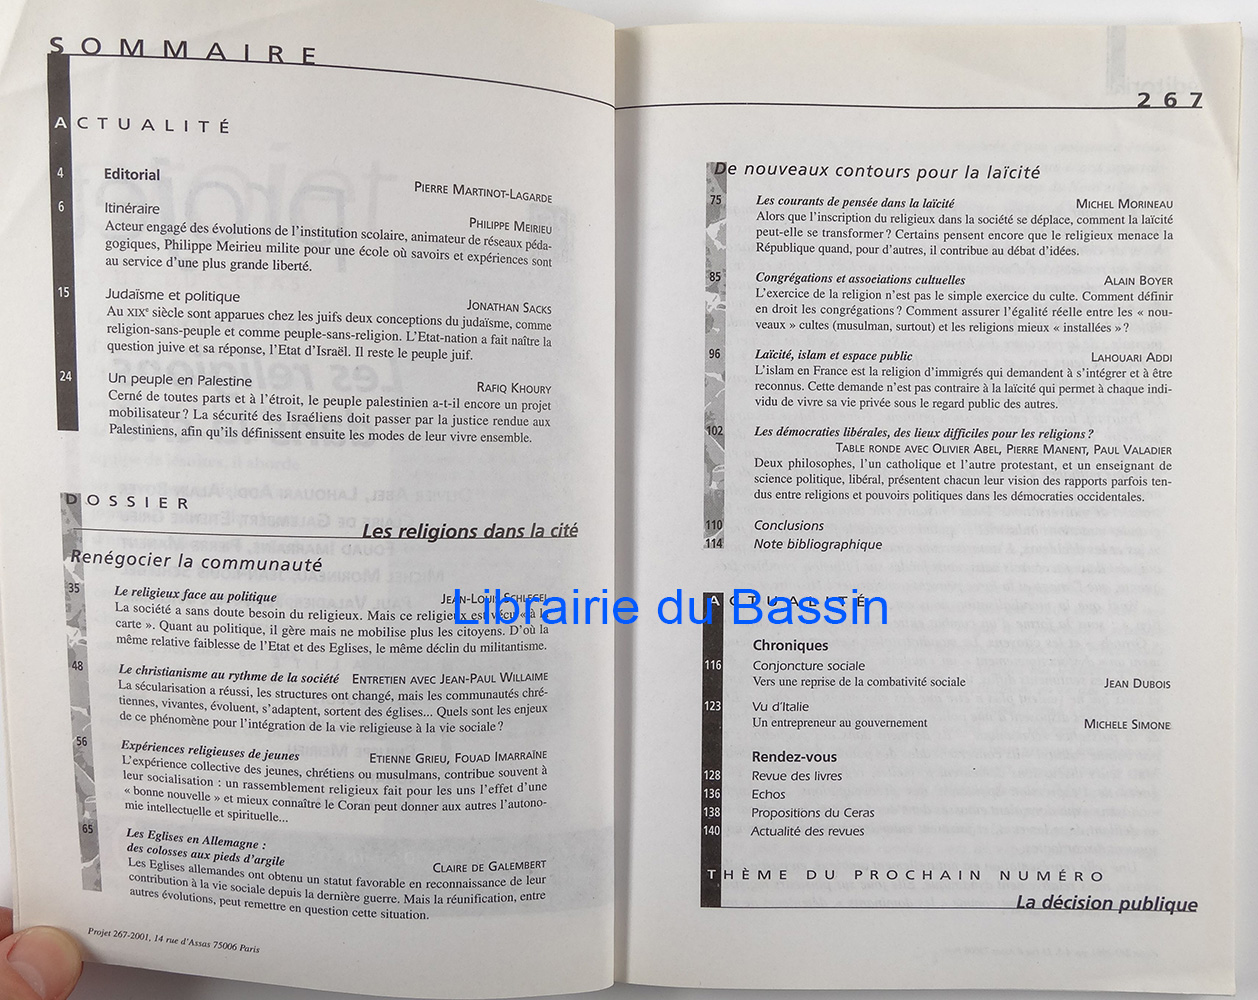 SOMMAIRE
ACTUALITÉ
4 Editorial
PIERRE MARTINOT-LAGARDE
6 Itinéraire
PHILIPPE MEIRIEU
Acteur engagé des évolutions de l'institution scolaire, animateur de réseaux péda-
gogiques, Philippe Meirieu milite pour une école où savoirs et expériences sont
au service d'une plus grande liberté.
15 Judaïsme et politique
JONATHAN SACKS
Au XIXe siècle sont apparues chez les juifs deux conceptions du judaïsme, comme
religion-sans-peuple et comme peuple-sans-religion. L'Etat-nation a fait naître la
question juive et sa réponse, l'Etat d'Israël. Il reste le peuple juif.
24 Un peuple en Palestine
RAFIQ KHOURY
Cerné de toutes parts et à l'étroit, le peuple palestinien a-t-il encore un projet
mobilisateur ? La sécurité des Israéliens doit passer par la justice rendue aux
Palestiniens, afin qu'ils définissent ensuite les modes de leur vivre ensemble.
DOSSIER
Les religions dans la cité
Renégocier la communauté
35 Le religieux face au politique
JEAN-LOUIS SCHLEGEL
La société a sans doute besoin du religieux. Mais ce religieux est vécu « à la
carte ». Quant au politique, il gère mais ne mobilise plus les citoyens. D'où la
même relative faiblesse de l'Etat et des Eglises, le même déclin du militantisme.
48 Le christianisme au rythme de la société ENTRETIEN AVEC JEAN-PAUL WILLAIME
La sécularisation a réussi, les structures ont changé, mais les communautés chré-
tiennes, vivantes, évoluent, s'adaptent, sortent des églises... Quels sont les enjeux
de ce phénomène pour l'intégration de la vie religieuse à la vie sociale ?
56 Expériences religieuses de jeunes ETIENNE GRIEU, FOUAD IMARRAÏNE
L'expérience collective des jeunes, chrétiens ou musulmans, contribue souvent à
leur socialisation : un rassemblement religieux fait pour les uns l'effet d'une
« bonne nouvelle » et mieux connaître le Coran peut donner aux autres l'autono-
mie intellectuelle et spirituelle...
65 Les Eglises en Allemagne :
des colosses aux pieds d'argile CLAIRE DE GALEMBERT
Les Eglises allemandes ont obtenu un statut favorable en reconnaissance de leur
contribution à la vie sociale depuis la dernière guerre. Mais la réunification, entre
autres évolutions, peut remettre en question cette situation.
Projet 267-2001, 14 rue d'Assas 75006 Paris
267
De nouveaux contours pour la laïcité
75 Les courants de pensée dans la laïcité MICHEL MORINEAU
Alors que l'inscription du religieux dans la société se déplace, comment la laïcité
peut-elle se transformer ? Certains pensent encore que le religieux menace la
République quand, pour d'autres, il contribue au débat d'idées.
85 Congrégations et associations cultuelles ALAIN BOYER
L'exercice de la religion n'est pas le simple exercice du culte. Comment définir
en droit les congrégations ? Comment assurer l'égalité réelle entre les « nou-
veaux » cultes (musulman, surtout) et les religions mieux « installées » ?
96 Laïcité, islam et espace public LAHOUARI ADDI
L'islam en France est la religion d'immigrés qui demandent à s'intégrer et à être
reconnus. Cette demande n'est pas contraire à la laïcité qui permet à chaque indi-
vidu de vivre sa vie privée sous le regard public des autres.
102 Les démocraties libérales, des lieux difficiles pour les religions ?
TABLE RONDE AVEC OLIVIER ABEL, PIERRE MANENT, PAUL VALADIER
Deux philosophes, l'un catholique et l'autre protestant, et un enseignant de
science politique, libéral, présentent chacun leur vision des rapports parfois ten-
dus entre religions et pouvoirs politiques dans les démocraties occidentales.
110 Conclusions
114 Note bibliographique
Librairie du Bassin
ACTUALITÉ
Chroniques
116 Conjoncture sociale
Vers une reprise de la combativité sociale JEAN DUBOIS
123 Vu d'Italie
Un entrepreneur au gouvernement MICHELE SIMONE
Rendez-vous
128 Revue des livres
136 Echos
138 Propositions du Ceras
140 Actualité des revues
THÈME DU PROCHAIN NUMÉRO
La décision publique